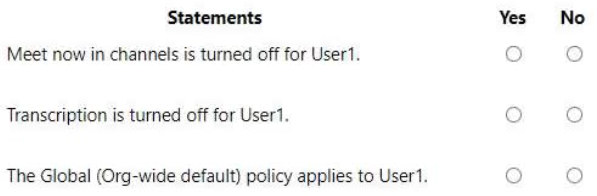 Statements Yes No
Meet now in channels is turned off for User1.
Transcription is turned off for User1.
The Global (Org-wide default) policy applies to User1.